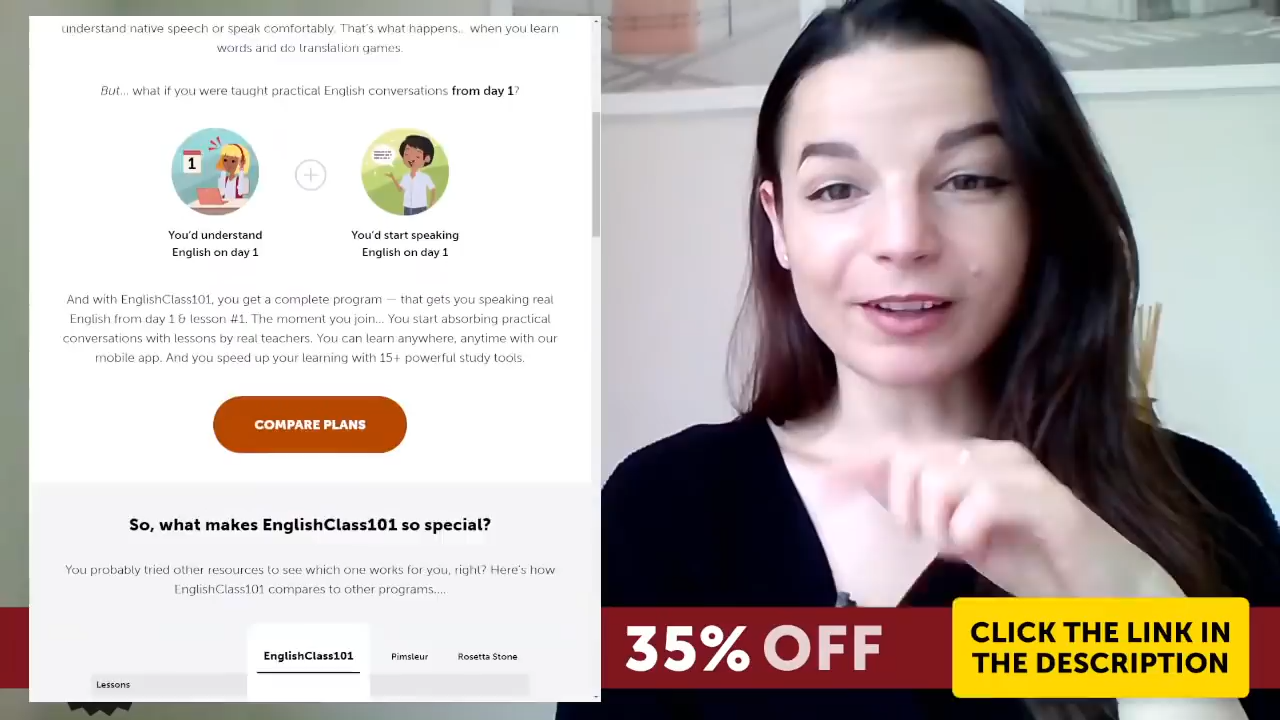 understand native speech or speak comfortably. That's what happens... when you learn
words and do translation games.
But... what if you were taught practical English conversations from day 1?
1
You'd understand
English on day 1
You'd start speaking
English on day 1
And with EnglishClass101, you get a complete program — that gets you speaking real
English from day 1 & lesson #1. The moment you join... You start absorbing practical
conversations with lessons by real teachers. You can learn anywhere, anytime with our
mobile app. And you speed up your learning with 15+ powerful study tools.
COMPARE PLANS
So, what makes EnglishClass101 so special?
You probably tried other resources to see which one works for you, right? Here's how
EnglishClass101 compares to other programs....
EnglishClass101
Pimsleur
Rosetta Stone
Lessons
35% OFF
CLICK THE LINK IN
THE DESCRIPTION